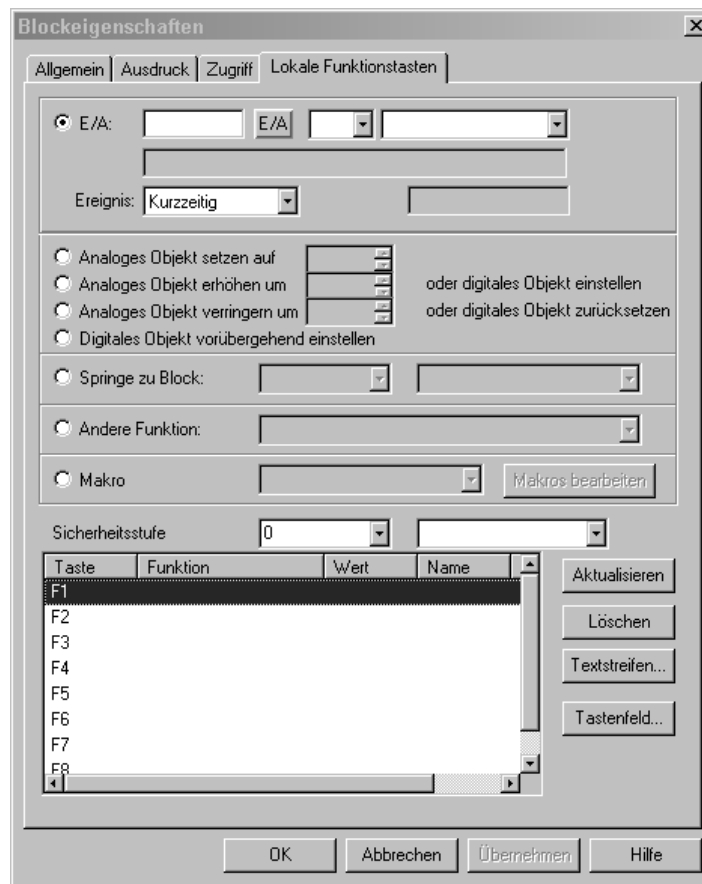 Blockeigenschaften
Allgemein Ausdruck Zugriff Lokale Funktionstasten
E/A: E/A
Ereignis: Kurzzeitig
Analoges Objekt setzen auf
Analoges Objekt erhöhen um oder digitales Objekt einstellen
Analoges Objekt verringern um oder digitales Objekt zurücksetzen
Digitales Objekt vorübergehend einstellen
Springe zu Block:
Andere Funktion:
Makro Makros bearbeiten
Sicherheitsstufe 0
Taste Funktion Wert Name
Aktualisieren
F1
F2
Löschen
F3
F4
Textstreifen...
F5
F6
Tastenfeld...
F7
F8
OK Abbrechen Übernehmen Hilfe